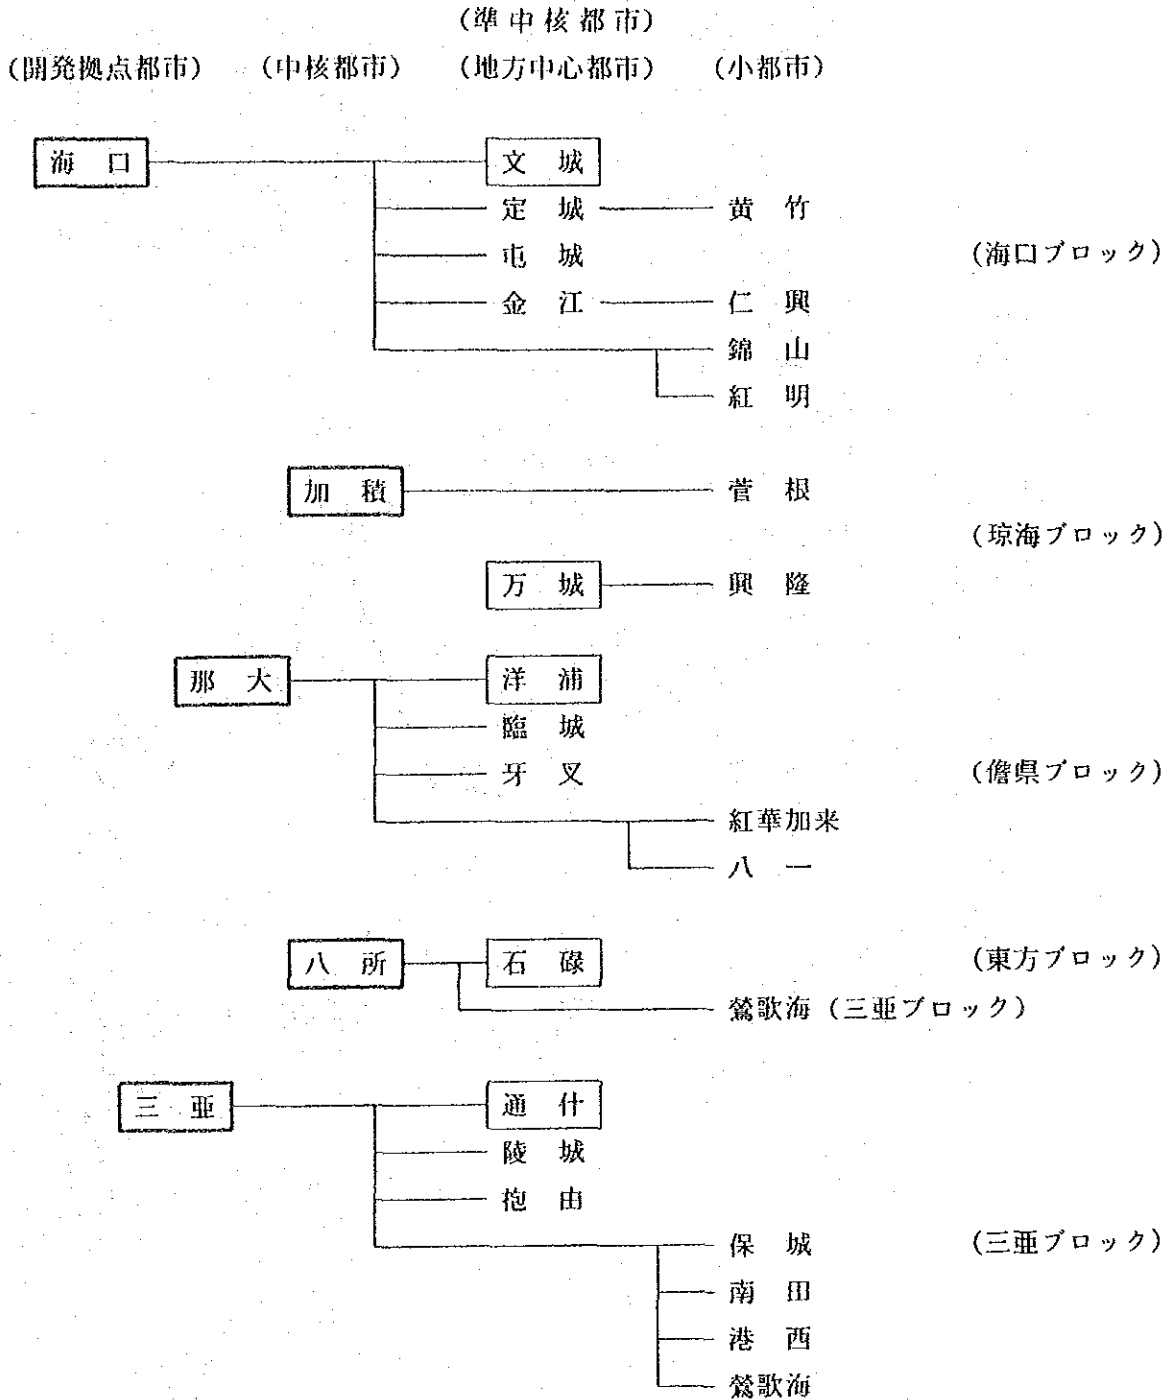 (準中核都市)
(開発拠点都市) (中核都市) (地方中心都市) (小都市)
海口 文城
定城 黄竹
屯城 (海口ブロック)
金江 仁興
錦山
紅明
加積 菅根
(琼海ブロック)
万城 興隆
那大 洋浦
臨城
牙叉 (儋県ブロック)
紅華加来
八一
八所 石碌 (東方ブロック)
鶯歌海 (三亜ブロック)
三亜 通什
陵城
抱由
保城 (三亜ブロック)
南田
港西
鶯歌海